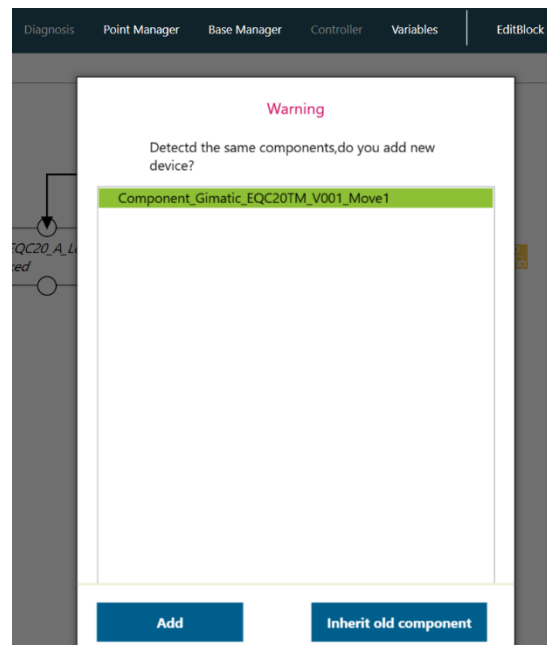 Diagnosis Point Manager Base Manager Controller Variables EditBlock
Warning
Detectd the same components,do you add new
device?
Component_Gimatic_EQC20TM_V001_Move1
EQC20_A_L
Add Inherit old component